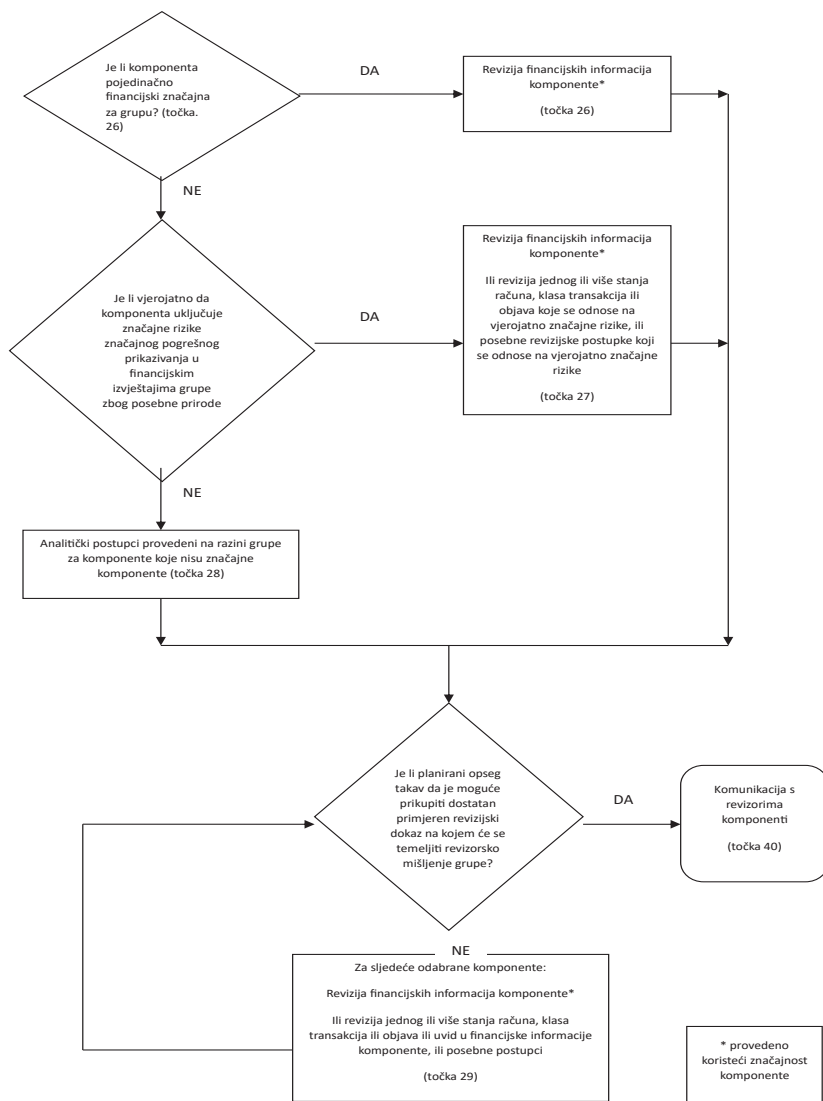 Je li komponenta
pojedinačno
financijski značajna
za grupu? (točka.
26)
DA
Revizija financijskih informacija
komponente*
(točka 26)
NE
Je li vjerojatno da
komponenta uključuje
značajne rizike
značajnog pogrešnog
prikazivanja u
financijskim
izvještajima grupe
zbog posebne prirode
DA
Revizija financijskih informacija
komponente*
Ili revizija jednog ili više stanja
računa, klasa transakcija ili
objava koje se odnose na
vjerojatno značajne rizike, ili
posebne revizijske postupke koji
se odnose na vjerojatno značajne
rizike
(točka 27)
NE
Analitički postupci provedeni na razini grupe
za komponente koje nisu značajne
komponente (točka 28)
Je li planirani opseg
takav da je moguće
prikupiti dostatan
primjeren revizijski
dokaz na kojem će se
temeljiti revizorsko
mišljenje grupe?
DA
Komunikacija s
revizorima
komponenti
(točka 40)
NE
Za sljedeće odabrane komponente:
Revizija financijskih informacija komponente*
Ili revizija jednog ili više stanja računa, klasa
transakcija ili objava ili uvid u financijske informacije
komponente, ili posebne postupci
(točka 29)
* provedeno
koristeći značajnost
komponente